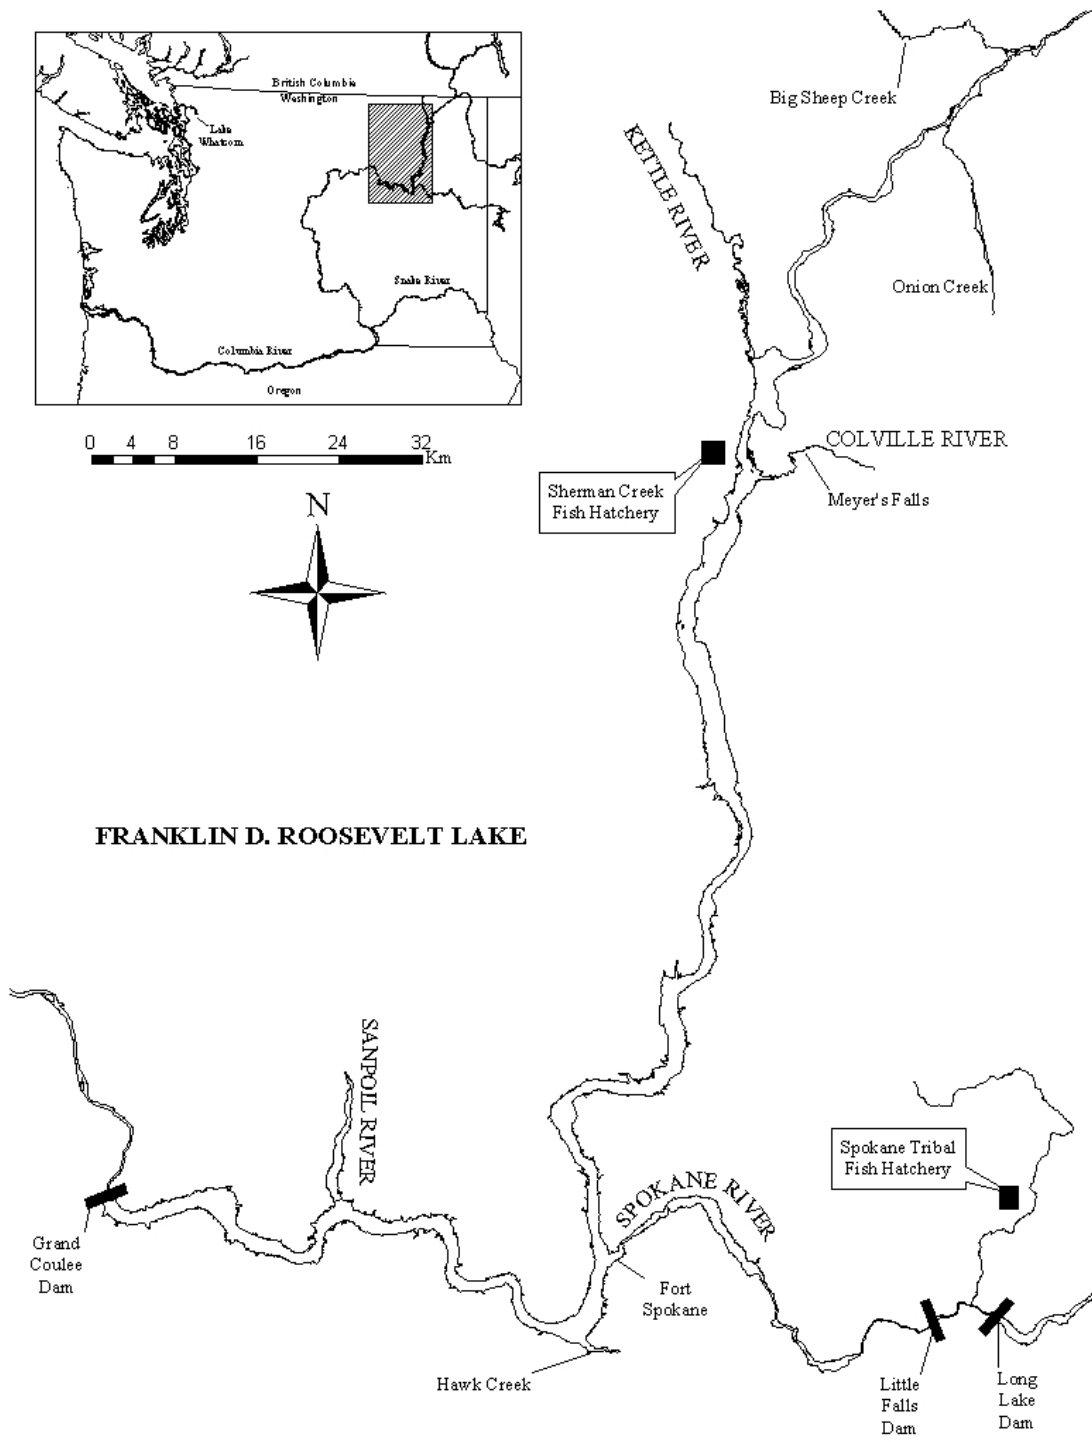 British Columbia
Washington
Lake
Whatcom
Snake River
Columbia River
Oregon
0 4 8 16 24 32
Km
N
Big Sheep Creek
KETTLE RIVER
Onion Creek
COLVILLE RIVER
Meyer's Falls
Sherman Creek
Fish Hatchery
FRANKLIN D. ROOSEVELT LAKE
SANPOIL RIVER
Spokane Tribal
Fish Hatchery
SPOKANE RIVER
Grand
Coulee
Dam
Fort
Spokane
Hawk Creek
Little
Falls
Dam
Long
Lake
Dam